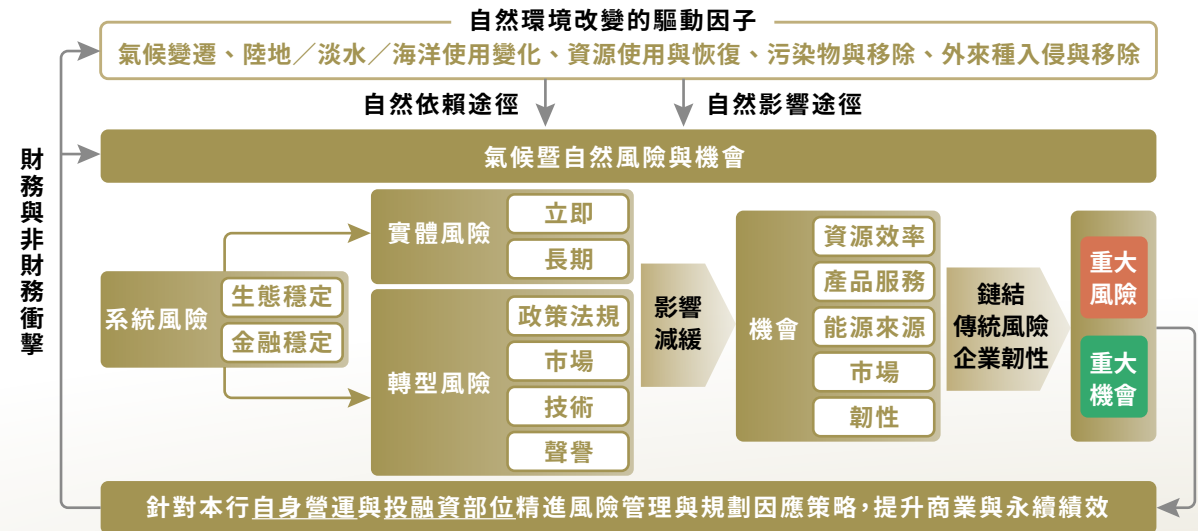 自然環境改變的驅動因子
氣候變遷、陸地／淡水／海洋使用變化、資源使用與恢復、污染物與移除、外來種入侵與移除
自然依賴途徑
自然影響途徑
財務與非財務衝擊
氣候暨自然風險與機會
系統風險
生態穩定
金融穩定
實體風險
立即
長期
轉型風險
政策法規
市場
技術
聲譽
影響
減緩
機會
資源效率
產品服務
能源來源
市場
韌性
鏈結
傳統風險
企業韌性
重大
風險
重大
機會
針對本行自身營運與投融資部位精進風險管理與規劃因應策略，提升商業與永續績效